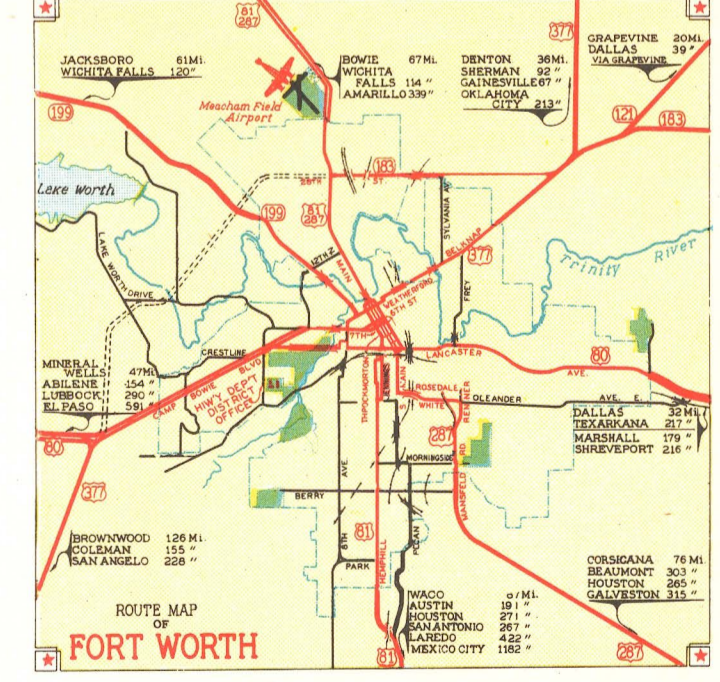 81
287
377
JACKSBORO 61Mi.
WICHITA FALLS 120"
BOWIE 67Mi.
WICHITA
FALLS 114"
AMARILLO 339"
DENTON 36Mi.
SHERMAN 92"
GAINESVILLE 67"
OKLAHOMA
CITY 213"
GRAPEVINE 20Mi.
DALLAS 39"
VIA GRAPEVINE
Meacham Field
Airport
199
121
183
183
28TH ST.
Lake Worth
199
81
287
SYLVANIA AV.
LAKE WORTH DRIVE
12TH
MAIN
BELKNAP
377
Trinity River
WEATHERFORD
6TH ST
FREY
7TH
CRESTLINE
LANCASTER AVE.
80
MINERAL
WELLS 47Mi.
ABILENE 154"
LUBBOCK 290"
EL PASO 591"
CAMP BOWIE BLVD
HIW'Y DEP'T
DISTRICT
OFFICE
THROCKMORTON
JENNINGS
S. MAIN
ROSEDALE
WHITE
RENNER
OLEANDER AVE. E.
287
DALLAS 32Mi.
TEXARKANA 217"
MARSHALL 179"
SHREVEPORT 216"
80
377
MORNINGSIDE
MANSFIELD RD
BERRY
8TH AVE.
81
HEMPHILL
PECAN
PARK
BROWNWOOD 126Mi.
COLEMAN 155"
SAN ANGELO 228"
CORSICANA 76Mi.
BEAUMONT 303"
HOUSTON 265"
GALVESTON 315"
WACO 87Mi.
AUSTIN 191"
HOUSTON 271"
SAN ANTONIO 267"
LAREDO 422"
MEXICO CITY 1182"
ROUTE MAP
OF
FORT WORTH
81
287